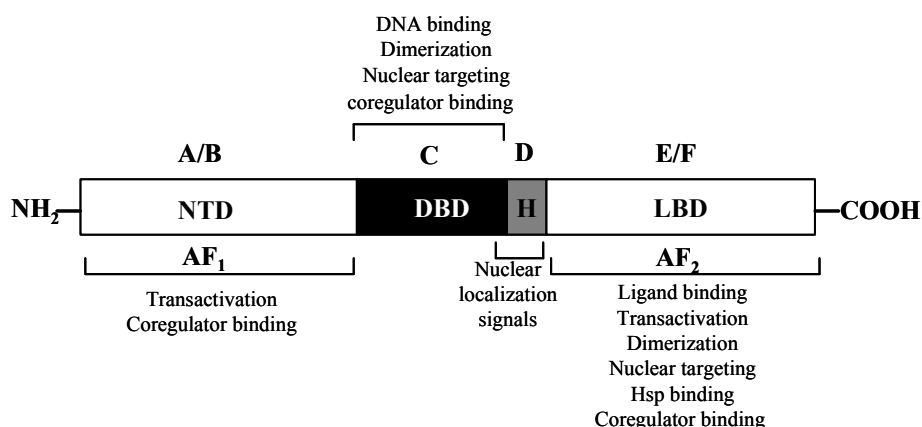 DNA binding
Dimerization
Nuclear targeting
coregulator binding
A/B C D E/F
NH₂ NTD DBD H LBD COOH
AF₁ AF₂
Transactivation
Coregulator binding
Nuclear
localization
signals
Ligand binding
Transactivation
Dimerization
Nuclear targeting
Hsp binding
Coregulator binding